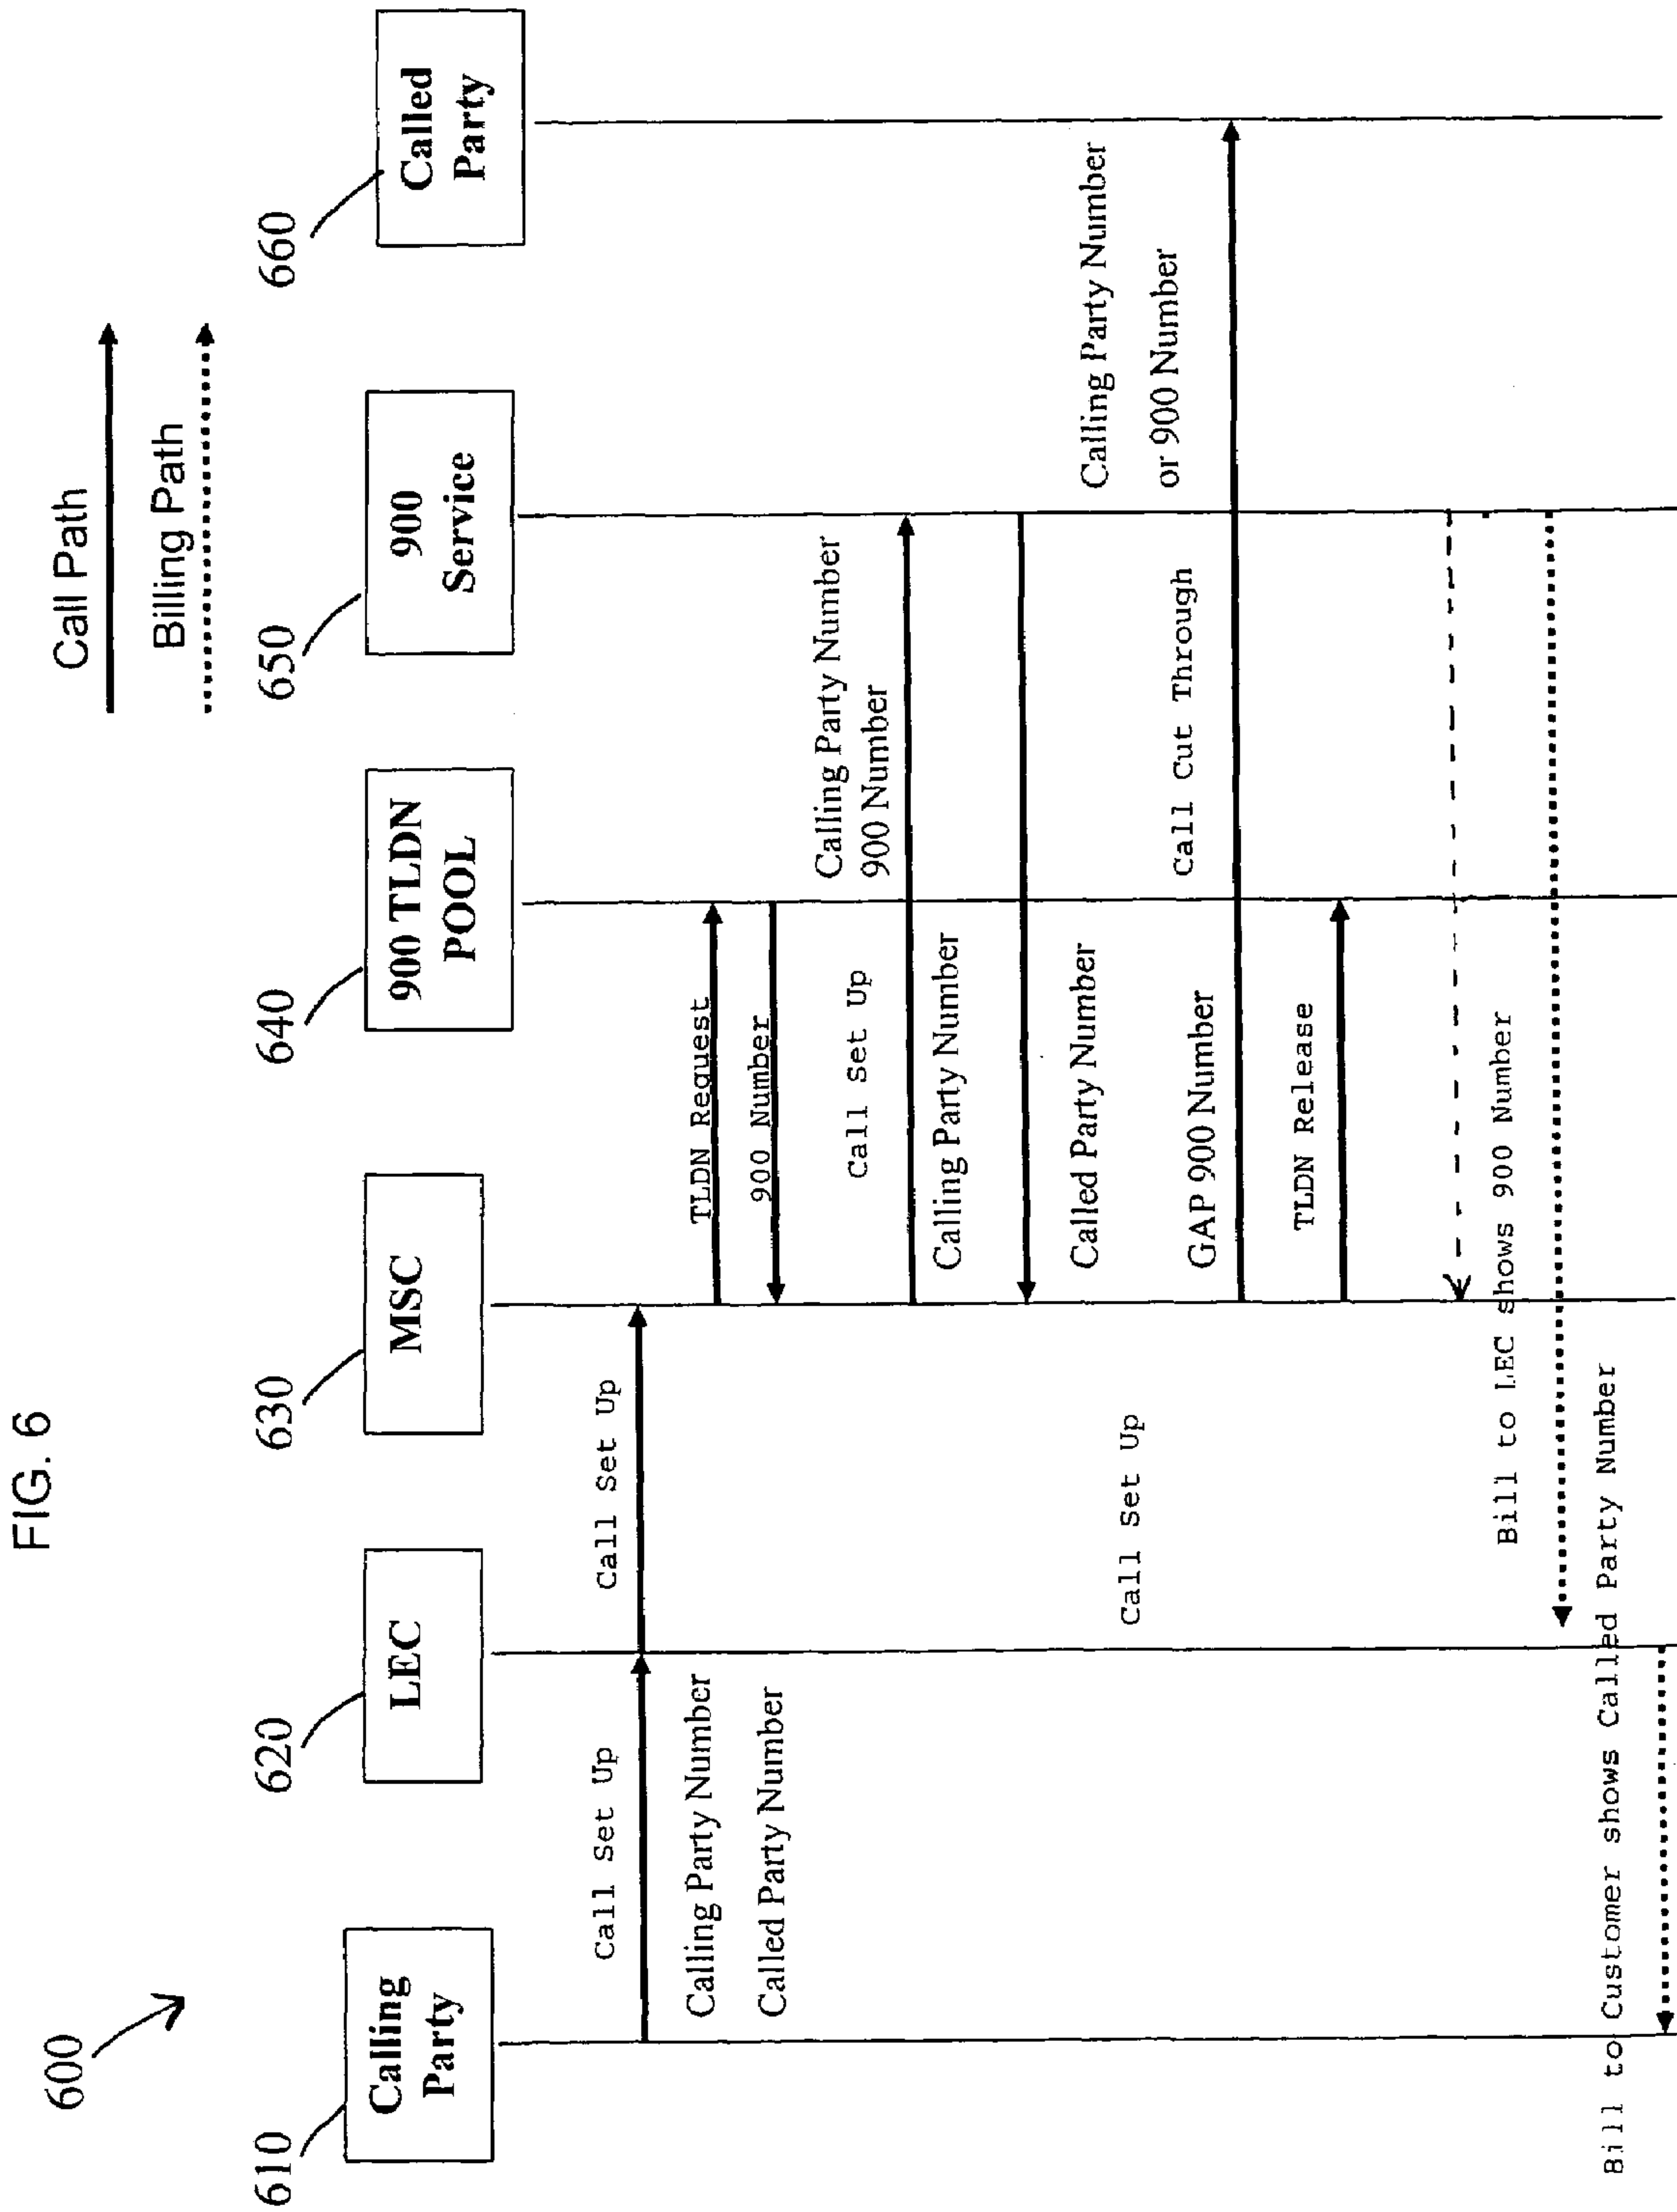 FIG. 6
600
Call Path
Billing Path
610
620
630
640
650
660
Calling
Party
LEC
MSC
900 TLDN
POOL
900
Service
Called
Party
Call Set Up
Call Set Up
Calling Party Number
Called Party Number
TLDN Request
900 Number
Calling Party Number
900 Number
Call set Up
Calling Party Number
Called Party Number
Calling Party Number
or 900 Number
Call set Up
Call Cut Through
GAP 900 Number
TLDN Release
Bill to LEC shows 900 Number
Bill to Customer shows Called Party Number